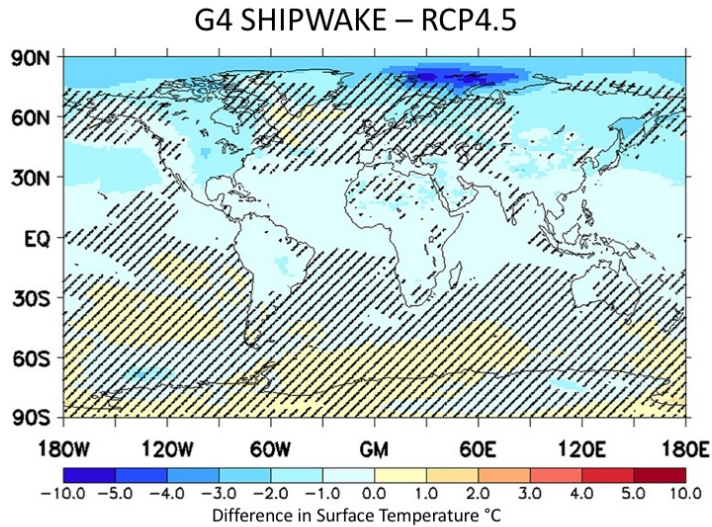 G4 SHIPWAKE – RCP4.5
90N
60N
30N
EQ
30S
60S
90S
180W 120W 60W GM 60E 120E 180E
−10.0 −5.0 −4.0 −3.0 −2.0 −1.0 0.0 1.0 2.0 3.0 4.0 5.0 10.0
Difference in Surface Temperature °C